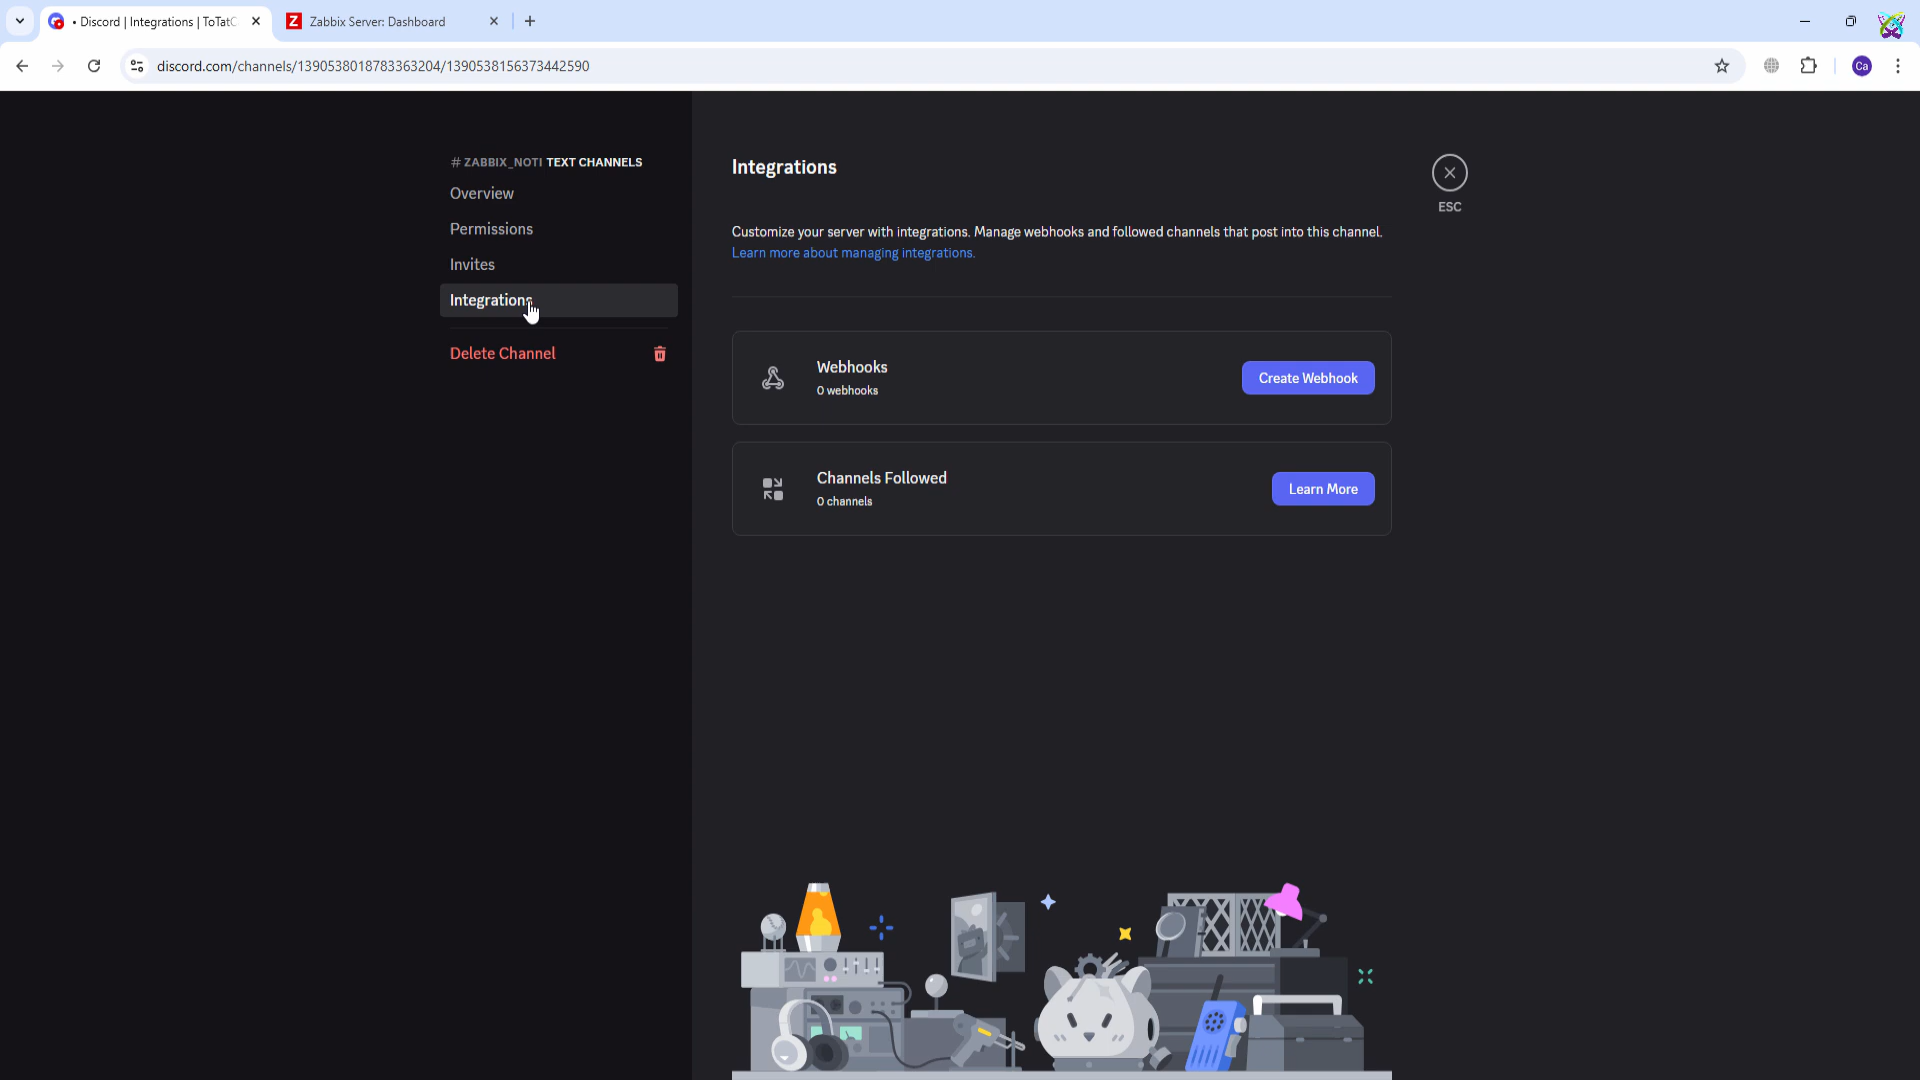 • Discord | Integrations | ToTatC
Zabbix Server: Dashboard
discord.com/channels/1390538018783363204/1390538156373442590
Ca
# ZABBIX_NOTI TEXT CHANNELS
Overview
Permissions
Invites
Integrations
Delete Channel
Integrations
ESC
Customize your server with integrations. Manage webhooks and followed channels that post into this channel.
Learn more about managing integrations.
Webhooks
0 webhooks
Create Webhook
Channels Followed
0 channels
Learn More